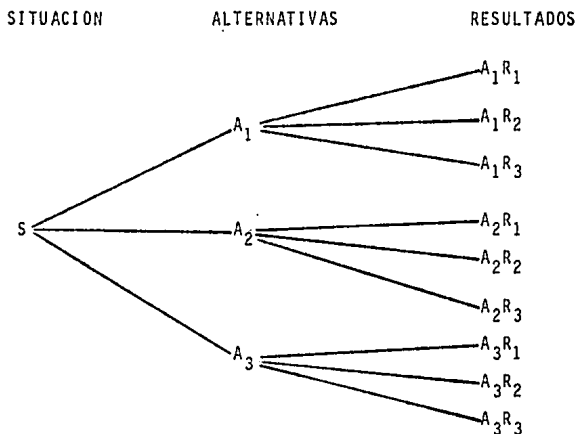 SITUACION ALTERNATIVAS RESULTADOS
A₁R₁
A₁ A₁R₂
A₁R₃
A₂R₁
S A₂
A₂R₂
A₂R₃
A₃R₁
A₃
A₃R₂
A₃R₃